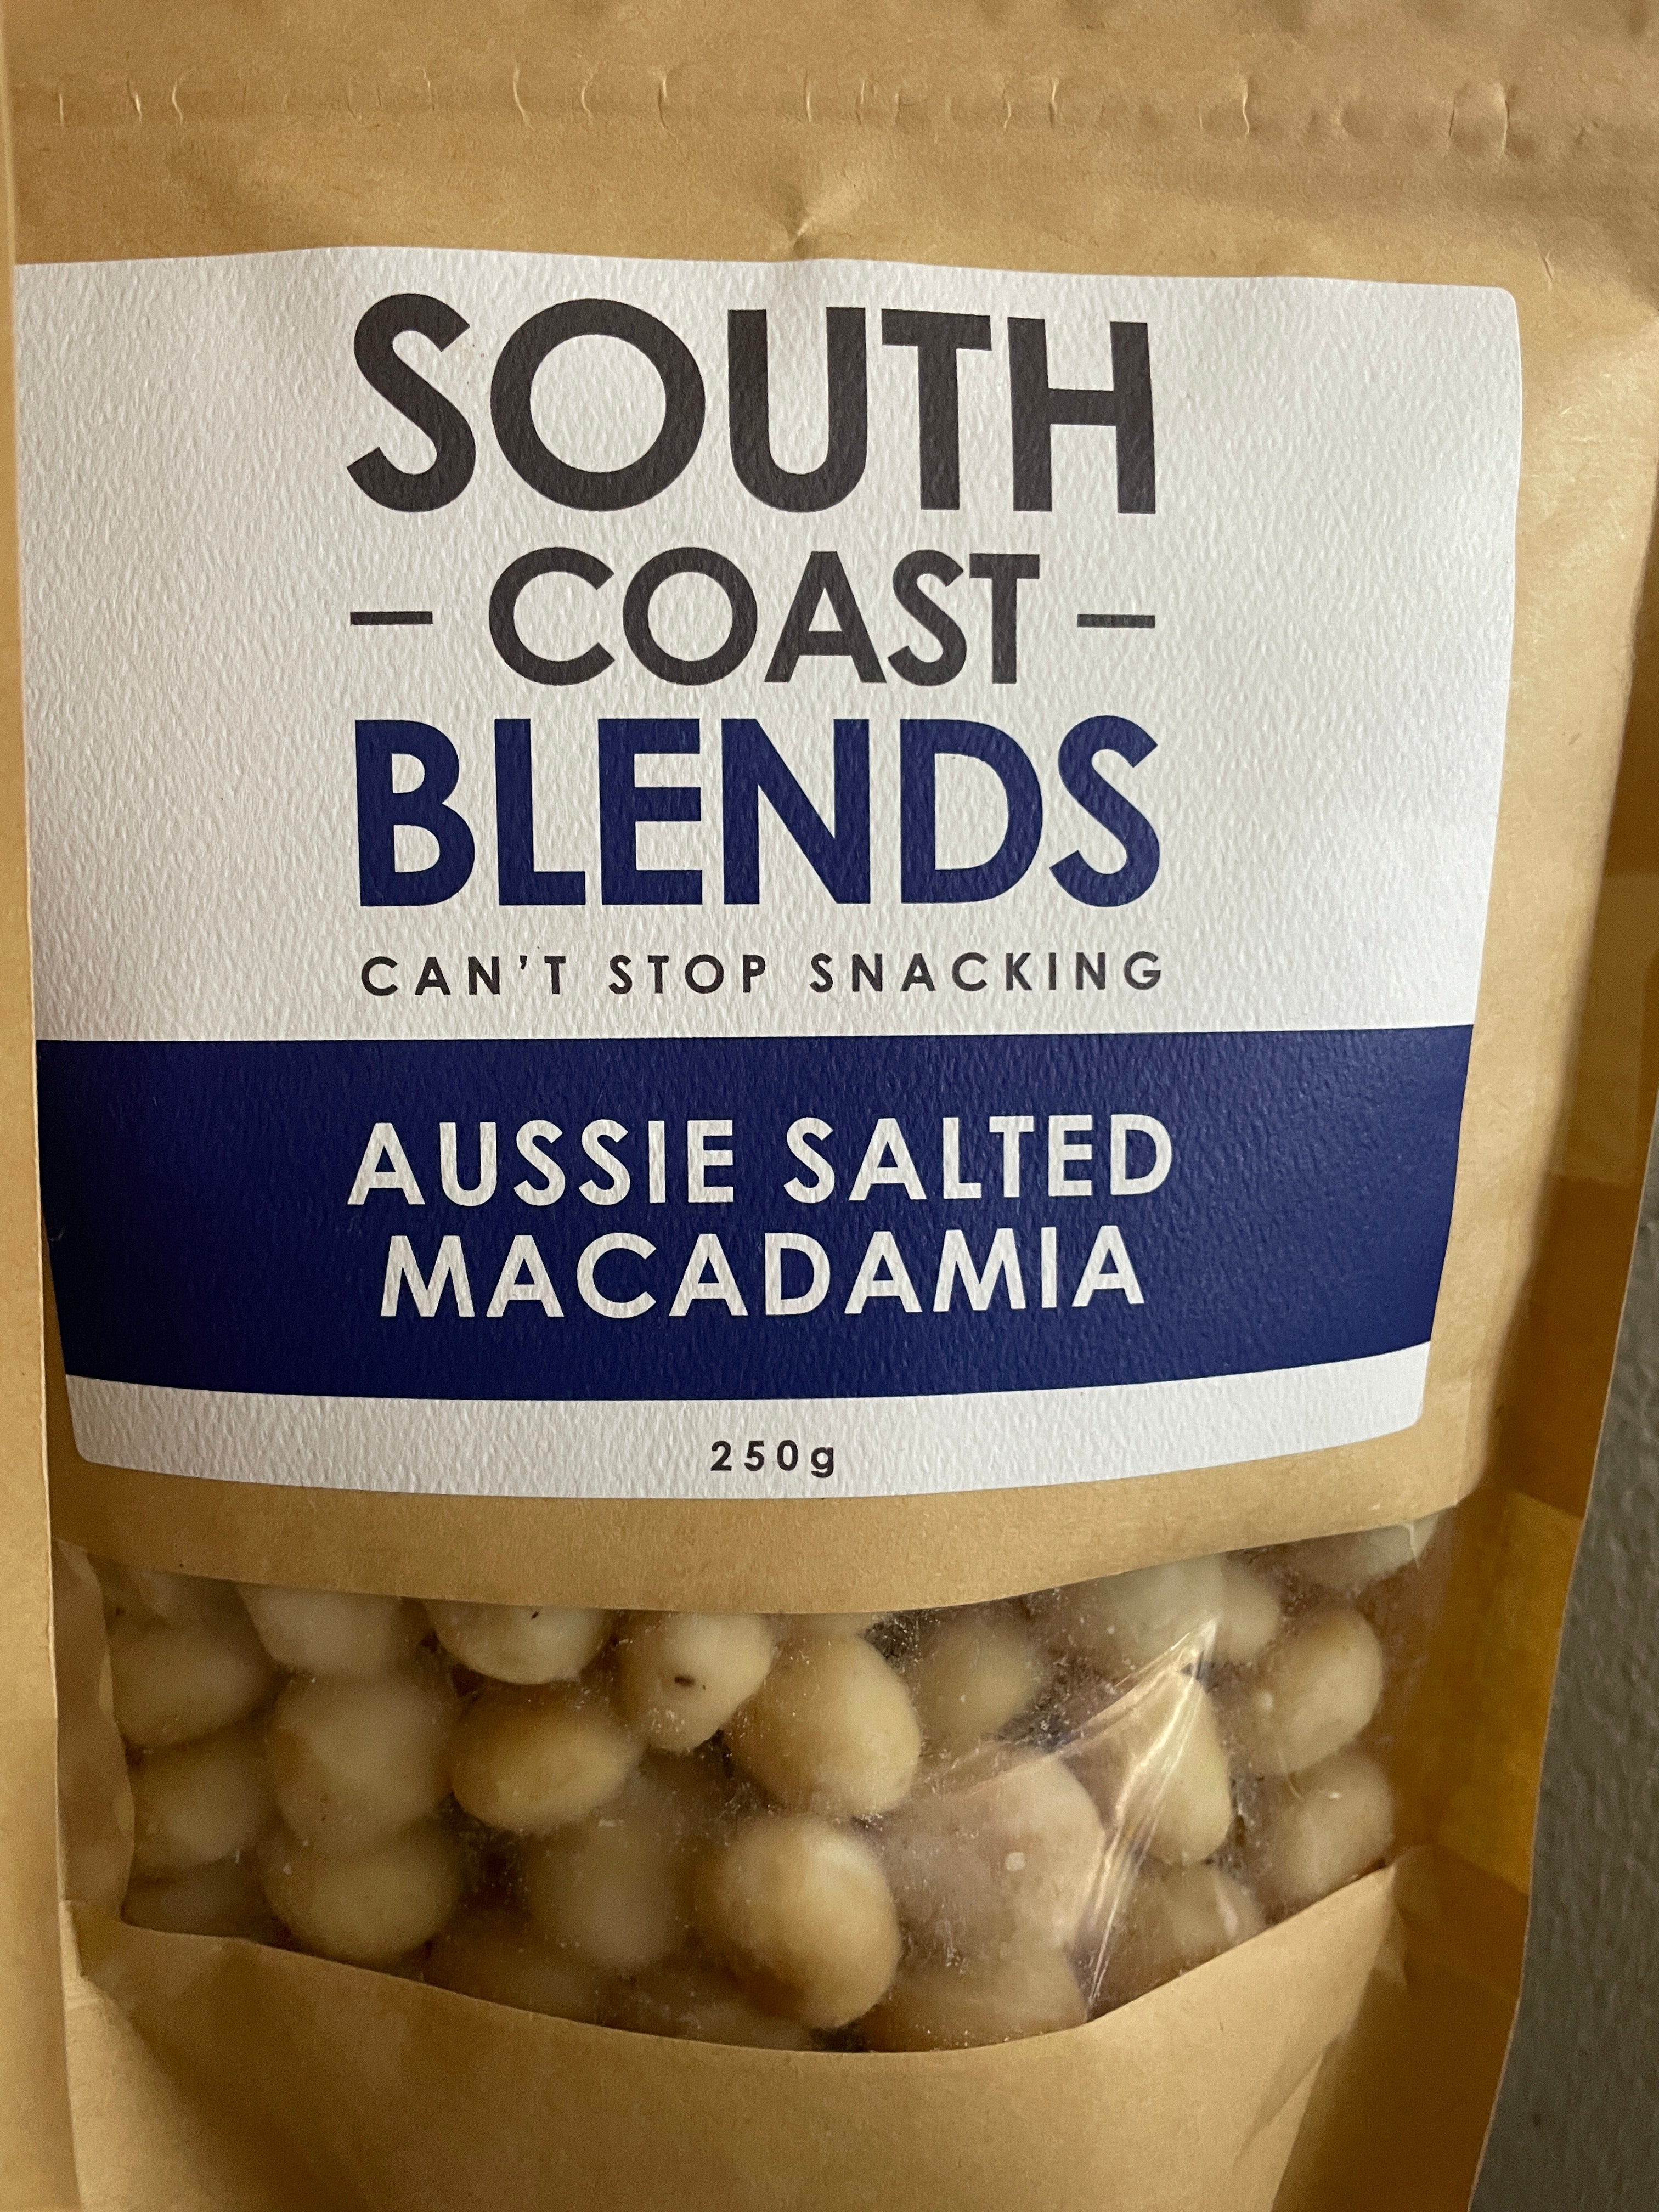 SOUTH
– COAST –
BLENDS
CAN'T STOP SNACKING
AUSSIE SALTED
MACADAMIA
250g